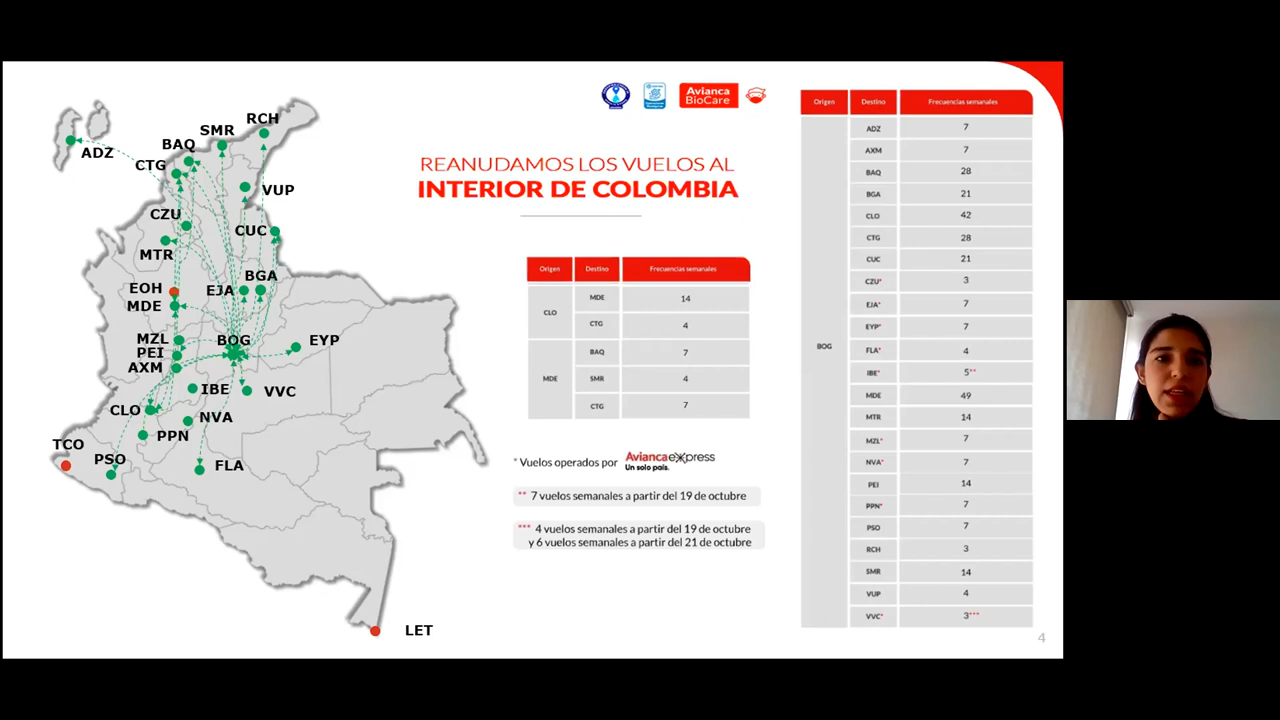 RCH
SMR
BAQ
ADZ
CTG
VUP
CZU
CUC
MTR
BGA
EOH
EJA
MDE
MZL
BOG
EYP
PEI
AXM
IBE
VVC
CLO
NVA
PPN
TCO
PSO
FLA
LET
Avianca
BioCare
REANUDAMOS LOS VUELOS AL
INTERIOR DE COLOMBIA
Origen Destino Frecuencias semanales
CLO
MDE 14
CTG 4
MDE
BAQ 7
SMR 4
CTG 7
* Vuelos operados por Avianca express
Un solo país.
** 7 vuelos semanales a partir del 19 de octubre
*** 4 vuelos semanales a partir del 19 de octubre
y 6 vuelos semanales a partir del 21 de octubre
Origen Destino Frecuencias semanales
BOG
ADZ 7
AXM 7
BAQ 28
BGA 21
CLO 42
CTG 28
CUC 21
CZU* 3
EJA* 7
EYP* 7
FLA* 4
IBE* 5**
MDE 49
MTR 14
MZL* 7
NVA* 7
PEI 14
PPN* 7
PSO 7
RCH 3
SMR 14
VUP 4
VVC* 3***
4